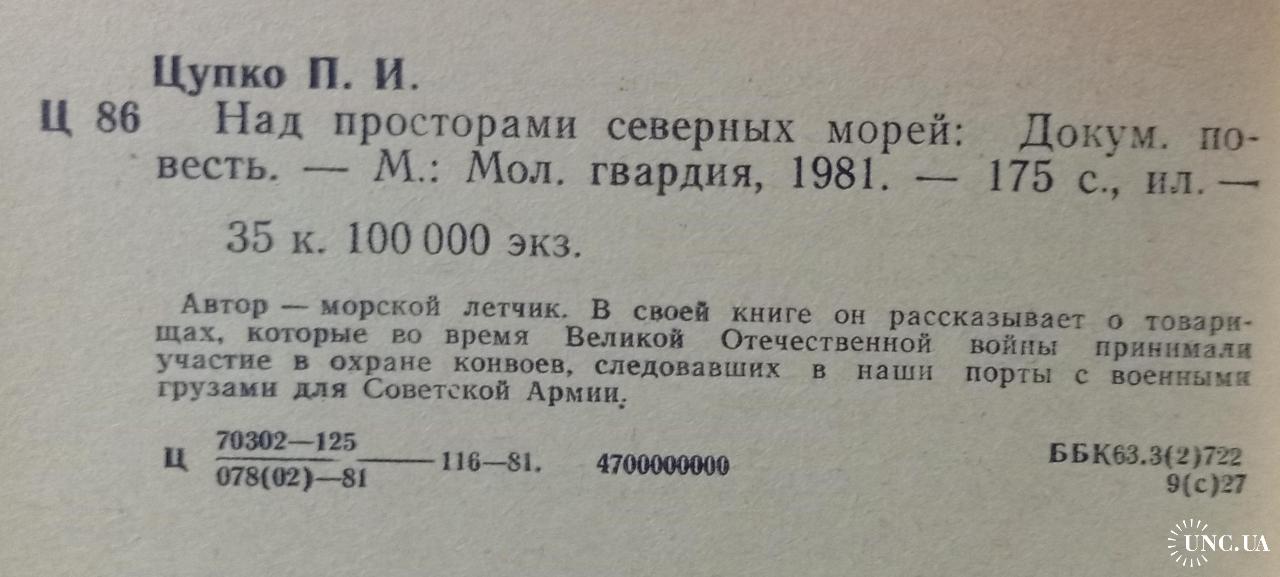 Цупко П. И.
Ц 86 Над просторами северных морей: Докум. по-
весть. — М.: Мол. гвардия, 1981. — 175 с., ил. —
35 к. 100 000 экз.
Автор — морской летчик. В своей книге он рассказывает о товари-
щах, которые во время Великой Отечественной войны принимали
участие в охране конвоев, следовавших в наши порты с военными
грузами для Советской Армии.
Ц 70302—125
078(02)—81 —116—81. 4700000000
ББК63.3(2)722
9(с)27
UNC.UA